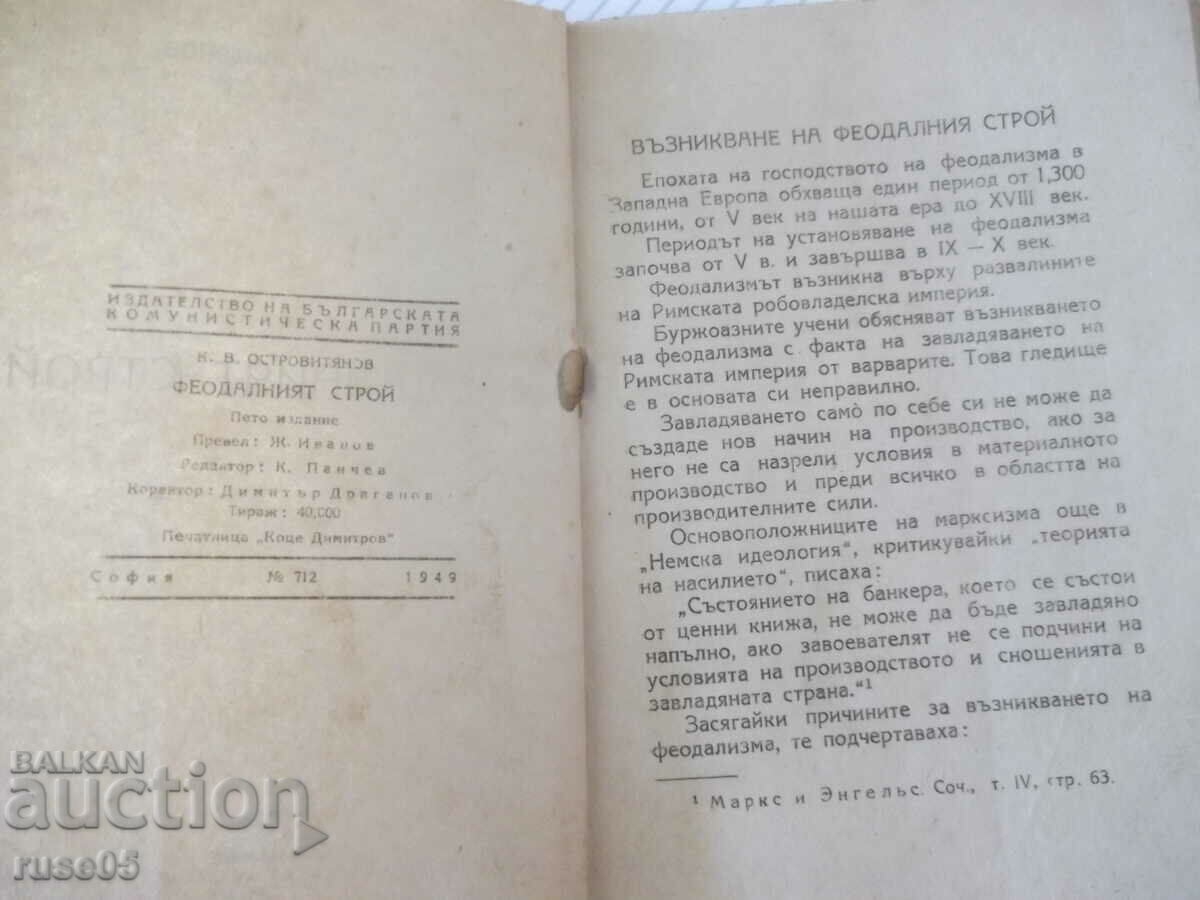 ИЗДАТЕЛСТВО НА БЪЛГАРСКАТА
КОМУНИСТИЧЕСКА ПАРТИЯ
К. В. ОСТРОВИТЯНОВ
ФЕОДАЛНИЯТ СТРОЙ
Пето издание
Превел: Ж. Иванов
Редактор: К. Панчев
Коректор: Димитър Драганов
Тираж: 40,000
Печатница „Коце Димитров“
София № 712 1949
ВЪЗНИКВАНЕ НА ФЕОДАЛНИЯ СТРОЙ
Епохата на господството на феодализма в
Западна Европа обхваща един период от 1,300
години, от V век на нашата ера до XVIII век.
Периодът на установяване на феодализма
започва от V в. и завършва в IX — X век.
Феодализмът възникна върху развалините
на Римската робовладелска империя.
Буржоазните учени обясняват възникването
на феодализма с факта на завладяването на
Римската империя от варварите. Това гледище
е в основата си неправилно.
Завладяването само̀ по себе си не може да
създаде нов начин на производство, ако за
него не са назрели условия в материалното
производство и преди всичко в областта на
производителните сили.
Основоположниците на марксизма още в
„Немска идеология“, критикувайки „теорията
на насилието“, писаха:
„Състоянието на банкера, което се състои
от ценни книжа, не може да бъде завладяно
напълно, ако завоевателят не се подчини на
условията на производството и сношенията в
завладяната страна.“¹
Засягайки причините за възникването на
феодализма, те подчертаваха:
¹ Маркс и Энгельс. Соч., т. IV, стр. 63.
BALKAN
auction
ruse05